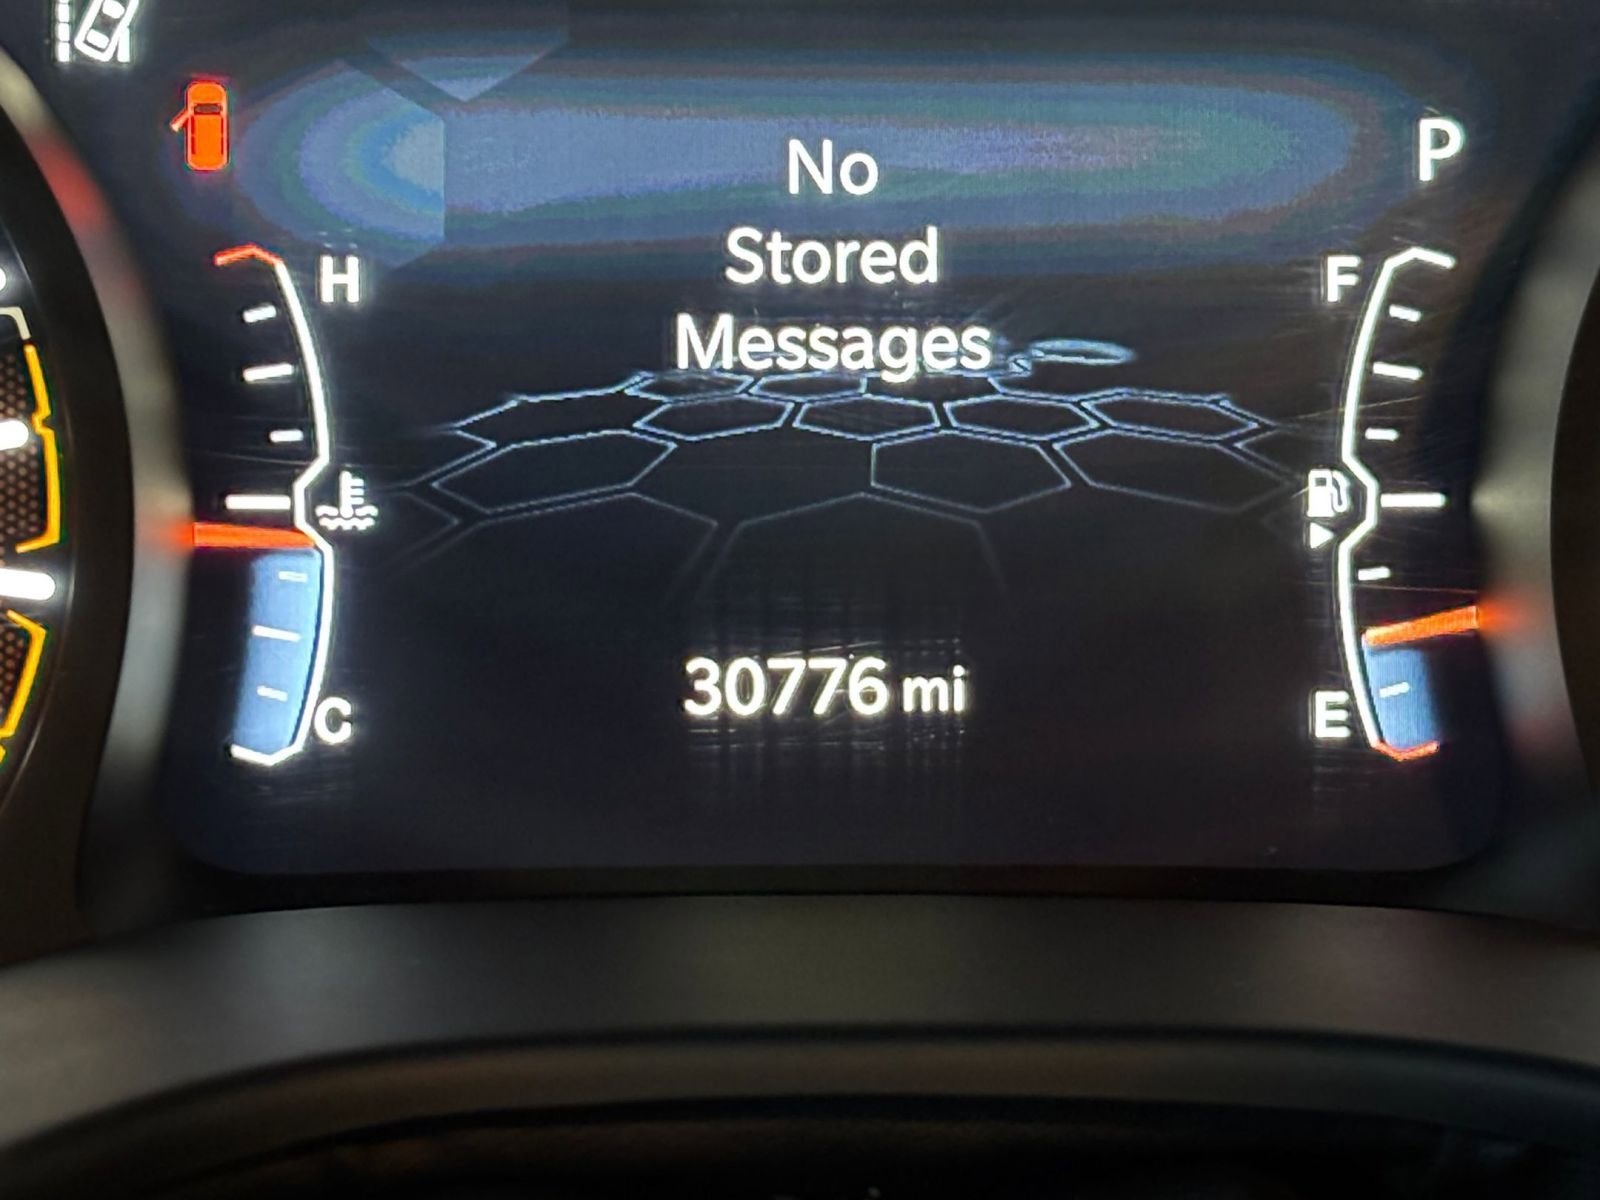 P
No
Stored
Messages
H
F
30776 mi
C
E